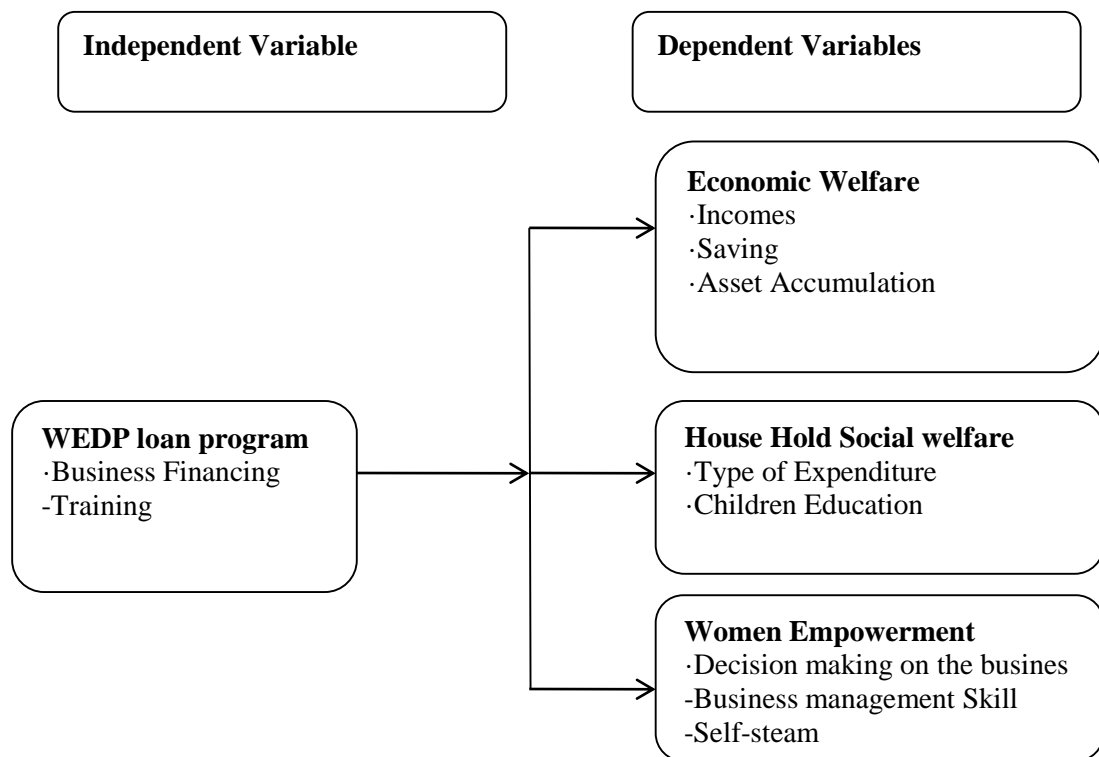 Independent Variable
Dependent Variables
Economic Welfare
·Incomes
·Saving
·Asset Accumulation
WEDP loan program
·Business Financing
-Training
House Hold Social welfare
·Type of Expenditure
·Children Education
Women Empowerment
·Decision making on the busines
-Business management Skill
-Self-steam